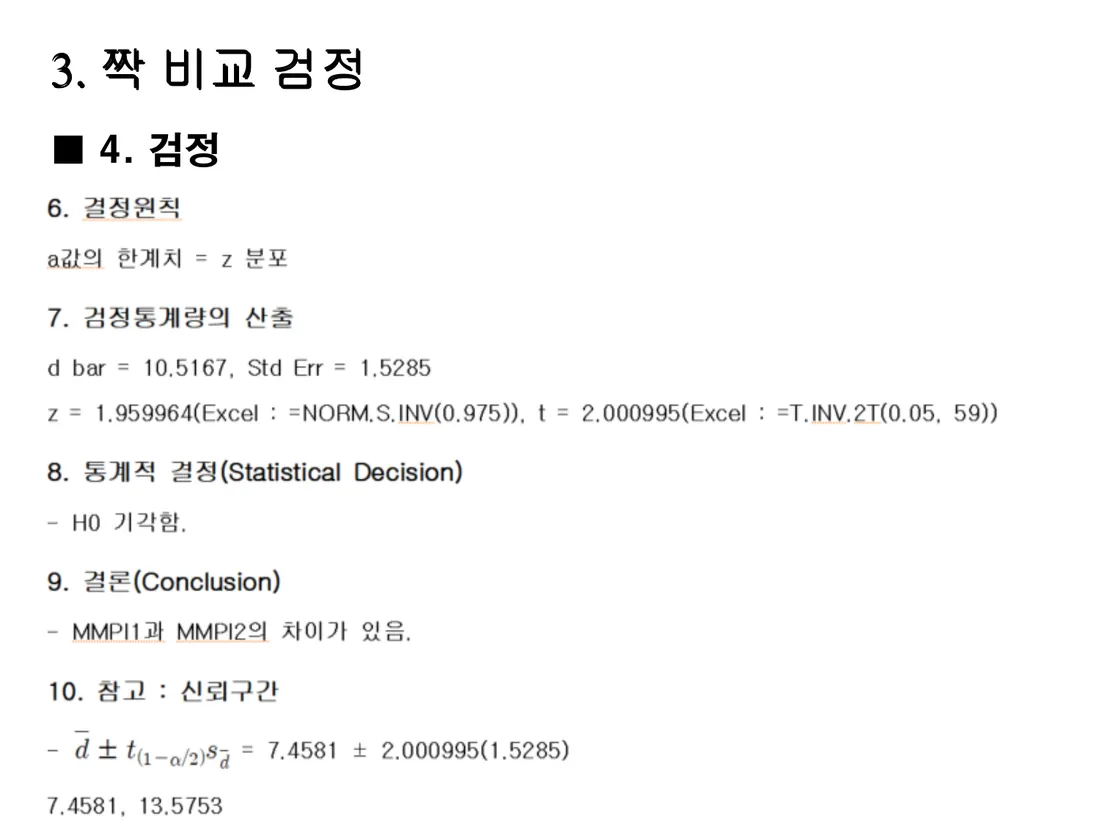 3. 짝 비교 검정
■ 4. 검정
6. 결정원칙
a값의 한계치 = z 분포
7. 검정통계량의 산출
d bar = 10.5167, Std Err = 1.5285
z = 1.959964(Excel : =NORM.S.INV(0.975)), t = 2.000995(Excel : =T.INV.2T(0.05, 59))
8. 통계적 결정(Statistical Decision)
- H0 기각함.
9. 결론(Conclusion)
- MMPI1과 MMPI2의 차이가 있음.
10. 참고 : 신뢰구간
- d̅ ± t(1−α/2)s_d̅ = 7.4581 ± 2.000995(1.5285)
7.4581, 13.5753